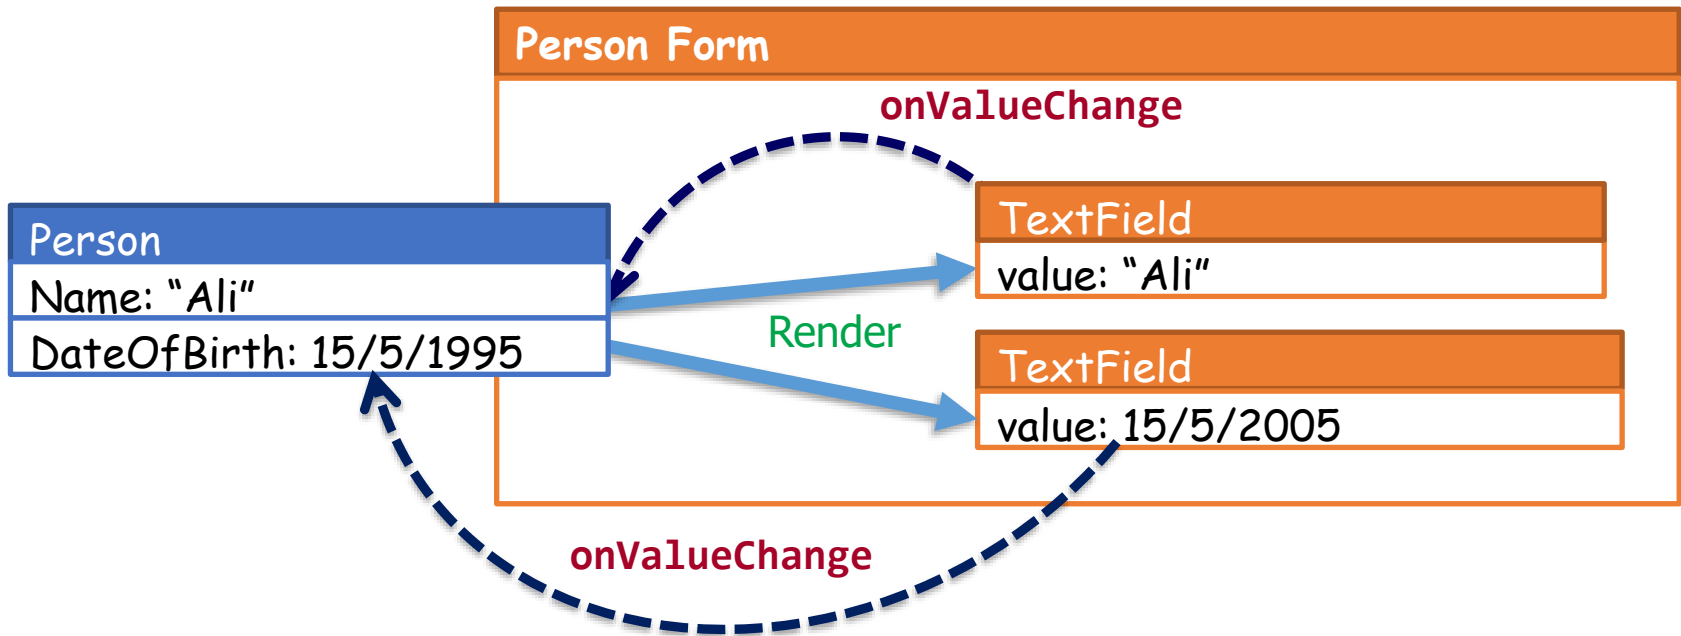 Person Form
onValueChange
Person
Name: “Ali”
DateOfBirth: 15/5/1995
Render
TextField
value: “Ali”
TextField
value: 15/5/2005
onValueChange